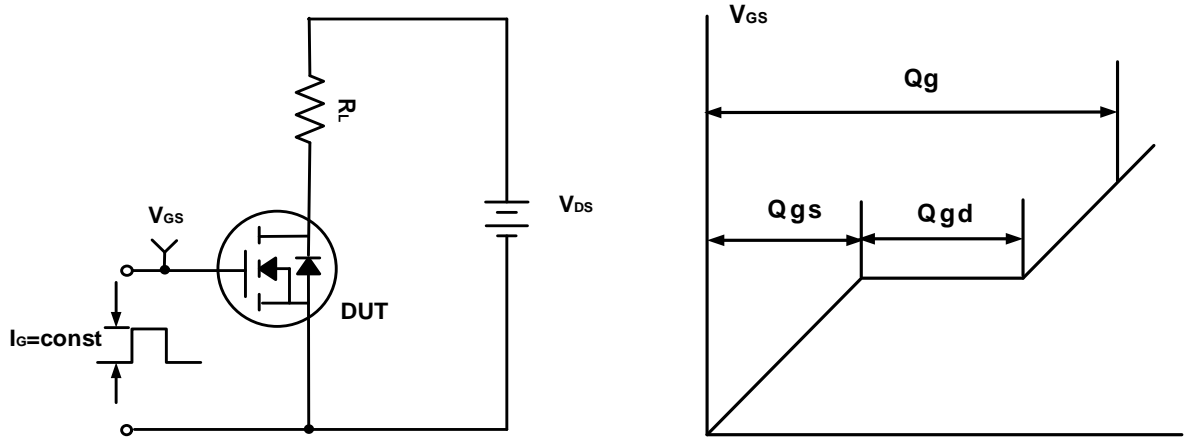 RL
VGS
IG=const
DUT
VDS
VGS
Qg
Qgs
Qgd